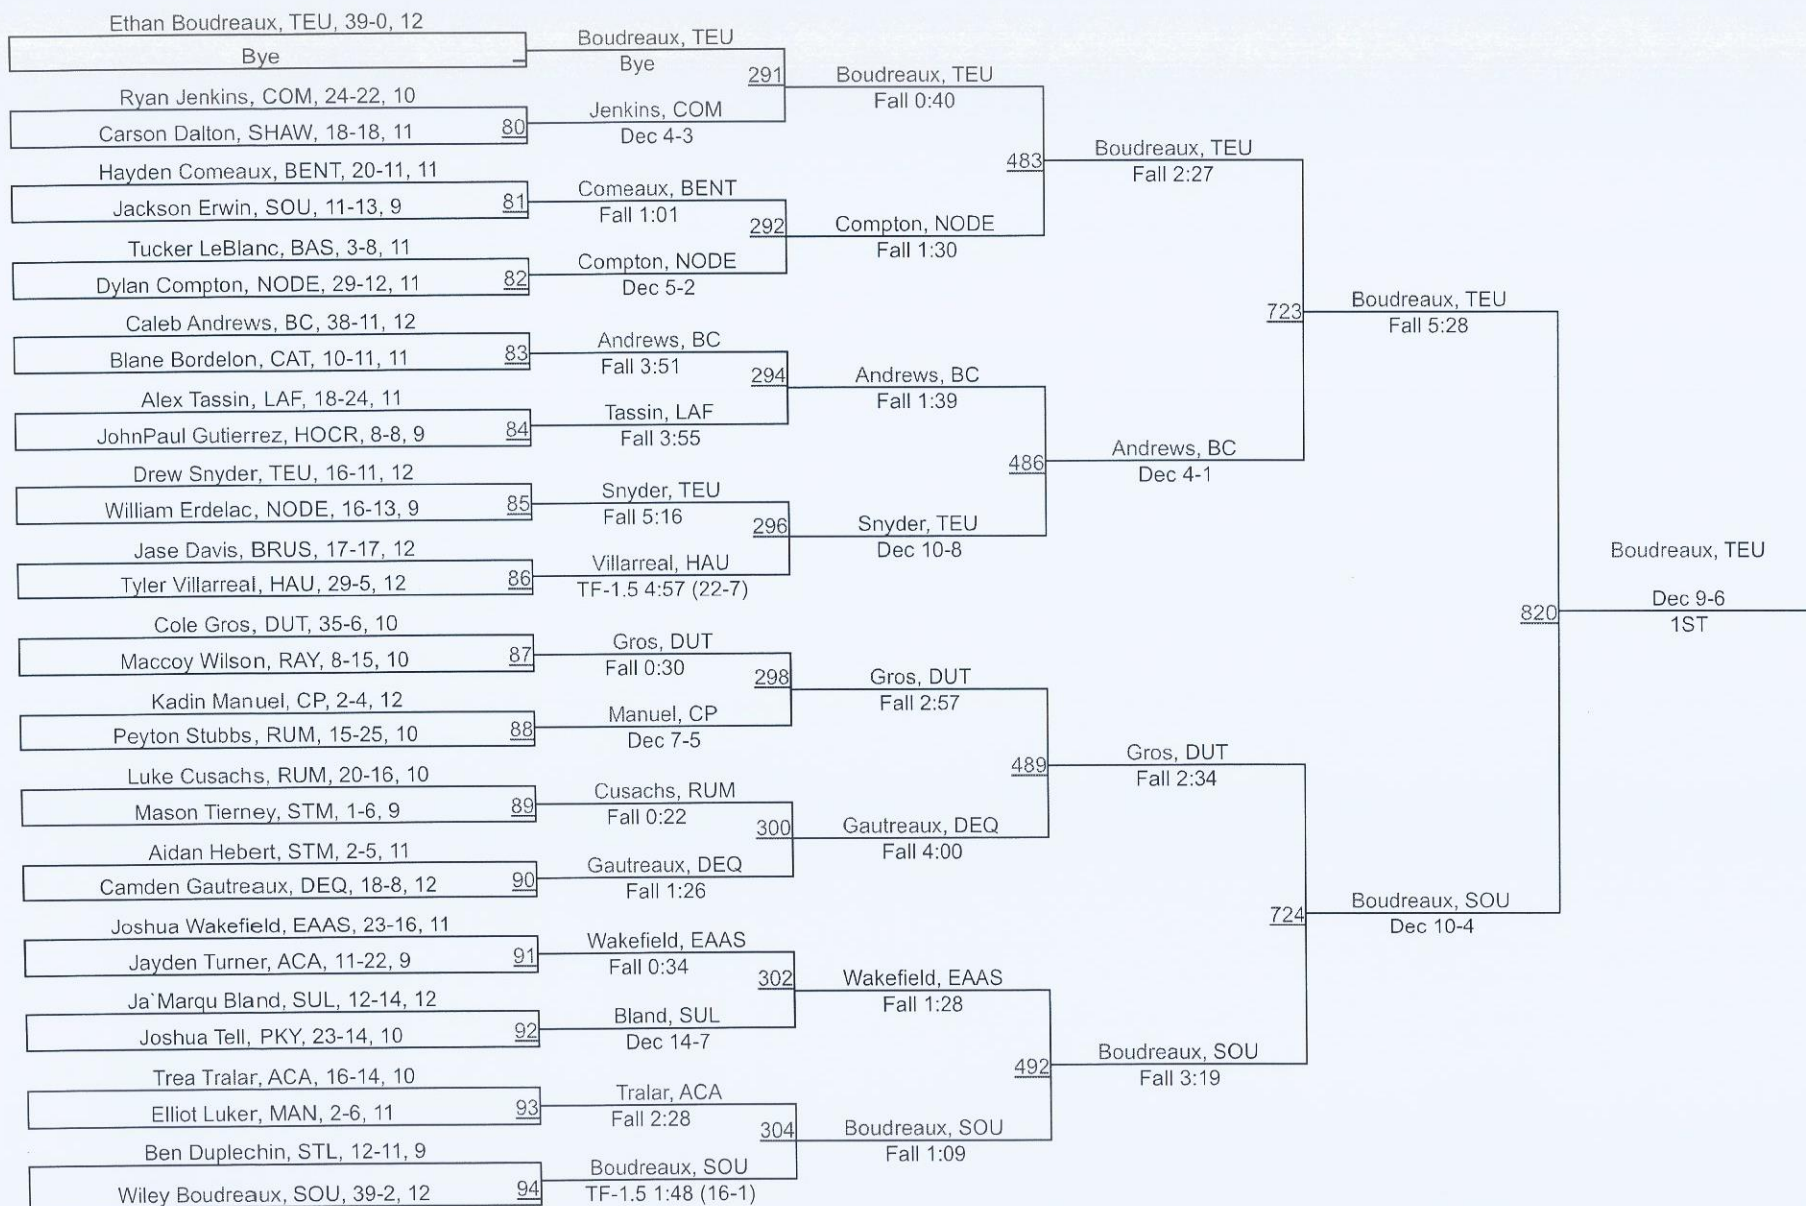 Ethan Boudreaux, TEU, 39-0, 12
Bye
Ryan Jenkins, COM, 24-22, 10
Carson Dalton, SHAW, 18-18, 11
80
Hayden Comeaux, BENT, 20-11, 11
Jackson Erwin, SOU, 11-13, 9
81
Tucker LeBlanc, BAS, 3-8, 11
Dylan Compton, NODE, 29-12, 11
82
Caleb Andrews, BC, 38-11, 12
Blane Bordelon, CAT, 10-11, 11
83
Alex Tassin, LAF, 18-24, 11
JohnPaul Gutierrez, HOCR, 8-8, 9
84
Drew Snyder, TEU, 16-11, 12
William Erdelac, NODE, 16-13, 9
85
Jase Davis, BRUS, 17-17, 12
Tyler Villarreal, HAU, 29-5, 12
86
Cole Gros, DUT, 35-6, 10
Maccoy Wilson, RAY, 8-15, 10
87
Kadin Manuel, CP, 2-4, 12
Peyton Stubbs, RUM, 15-25, 10
88
Luke Cusachs, RUM, 20-16, 10
Mason Tierney, STM, 1-6, 9
89
Aidan Hebert, STM, 2-5, 11
Camden Gautreaux, DEQ, 18-8, 12
90
Joshua Wakefield, EAAS, 23-16, 11
Jayden Turner, ACA, 11-22, 9
91
Ja`Marqu Bland, SUL, 12-14, 12
Joshua Tell, PKY, 23-14, 10
92
Trea Tralar, ACA, 16-14, 10
Elliot Luker, MAN, 2-6, 11
93
Ben Duplechin, STL, 12-11, 9
Wiley Boudreaux, SOU, 39-2, 12
94
Boudreaux, TEU
Bye
291
Jenkins, COM
Dec 4-3
Comeaux, BENT
Fall 1:01
292
Compton, NODE
Dec 5-2
Andrews, BC
Fall 3:51
294
Tassin, LAF
Fall 3:55
Snyder, TEU
Fall 5:16
296
Villarreal, HAU
TF-1.5 4:57 (22-7)
Gros, DUT
Fall 0:30
298
Manuel, CP
Dec 7-5
Cusachs, RUM
Fall 0:22
300
Gautreaux, DEQ
Fall 1:26
Wakefield, EAAS
Fall 0:34
302
Bland, SUL
Dec 14-7
Tralar, ACA
Fall 2:28
304
Boudreaux, SOU
TF-1.5 1:48 (16-1)
Boudreaux, TEU
Fall 0:40
483
Compton, NODE
Fall 1:30
Andrews, BC
Fall 1:39
486
Snyder, TEU
Dec 10-8
Gros, DUT
Fall 2:57
489
Gautreaux, DEQ
Fall 4:00
Wakefield, EAAS
Fall 1:28
492
Boudreaux, SOU
Fall 1:09
Boudreaux, TEU
Fall 2:27
723
Andrews, BC
Dec 4-1
Gros, DUT
Fall 2:34
724
Boudreaux, SOU
Fall 3:19
Boudreaux, TEU
Fall 5:28
820
Boudreaux, SOU
Dec 10-4
Boudreaux, TEU
Dec 9-6
1ST